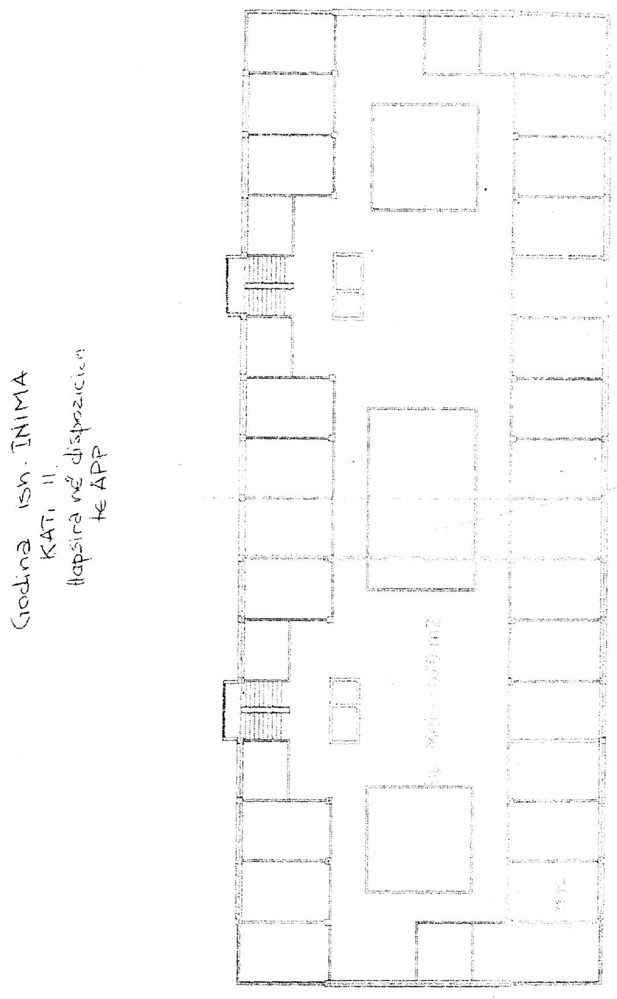 Godina ish. INIMA
KATi II.
Hapsira në dispozicion
të APP